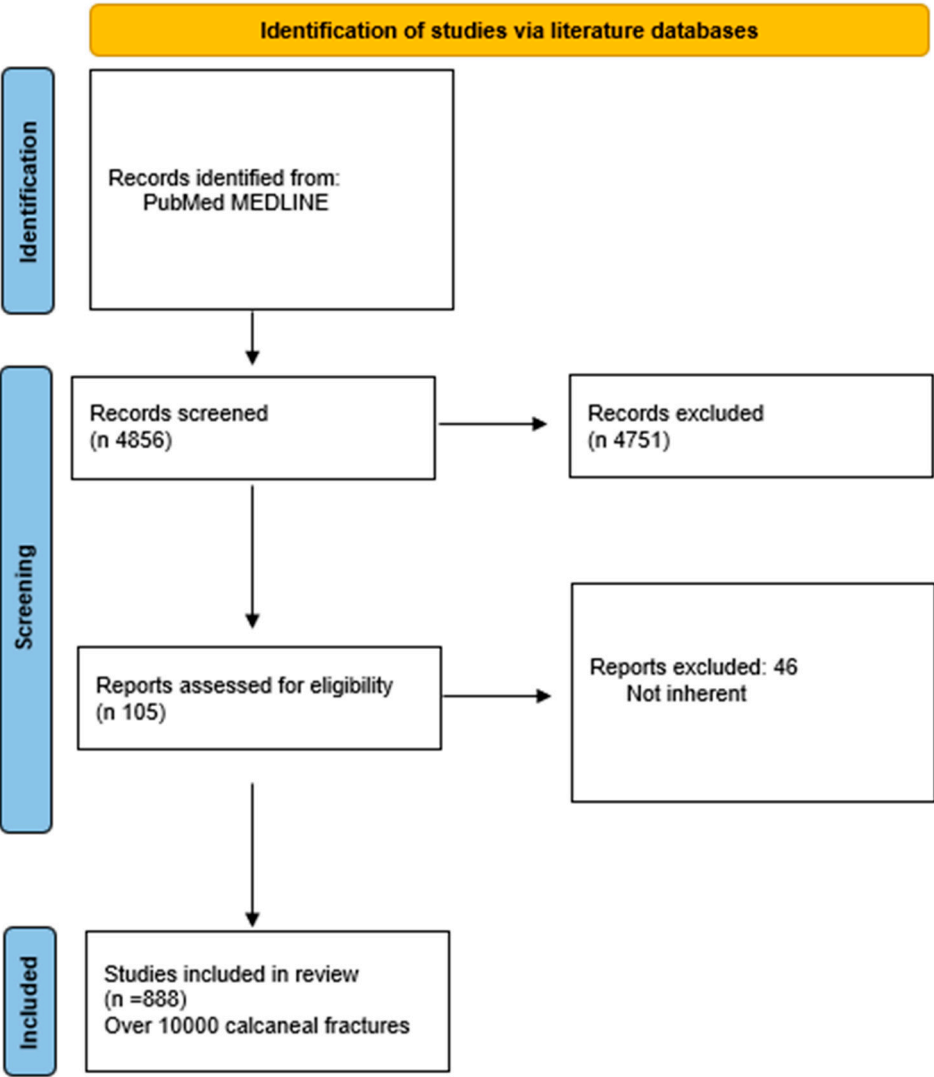 Identification of studies via literature databases
Identification
Records identified from:
PubMed MEDLINE
Screening
Records screened
(n 4856)
Records excluded
(n 4751)
Reports assessed for eligibility
(n 105)
Reports excluded: 46
Not inherent
Included
Studies included in review
(n =888)
Over 10000 calcaneal fractures